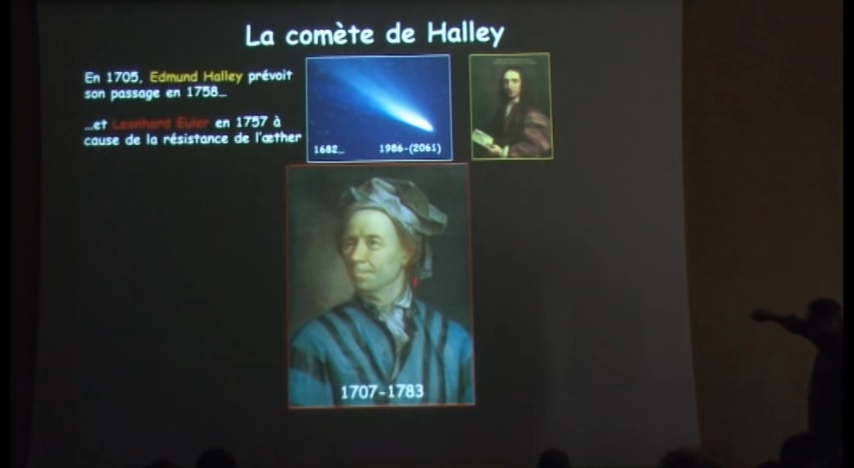 La comète de Halley
En 1705, Edmund Halley prévoit
son passage en 1758...
...et Leonhard Euler en 1757 à
cause de la résistance de l'æther
1682... 1986-(2061)
1707-1783